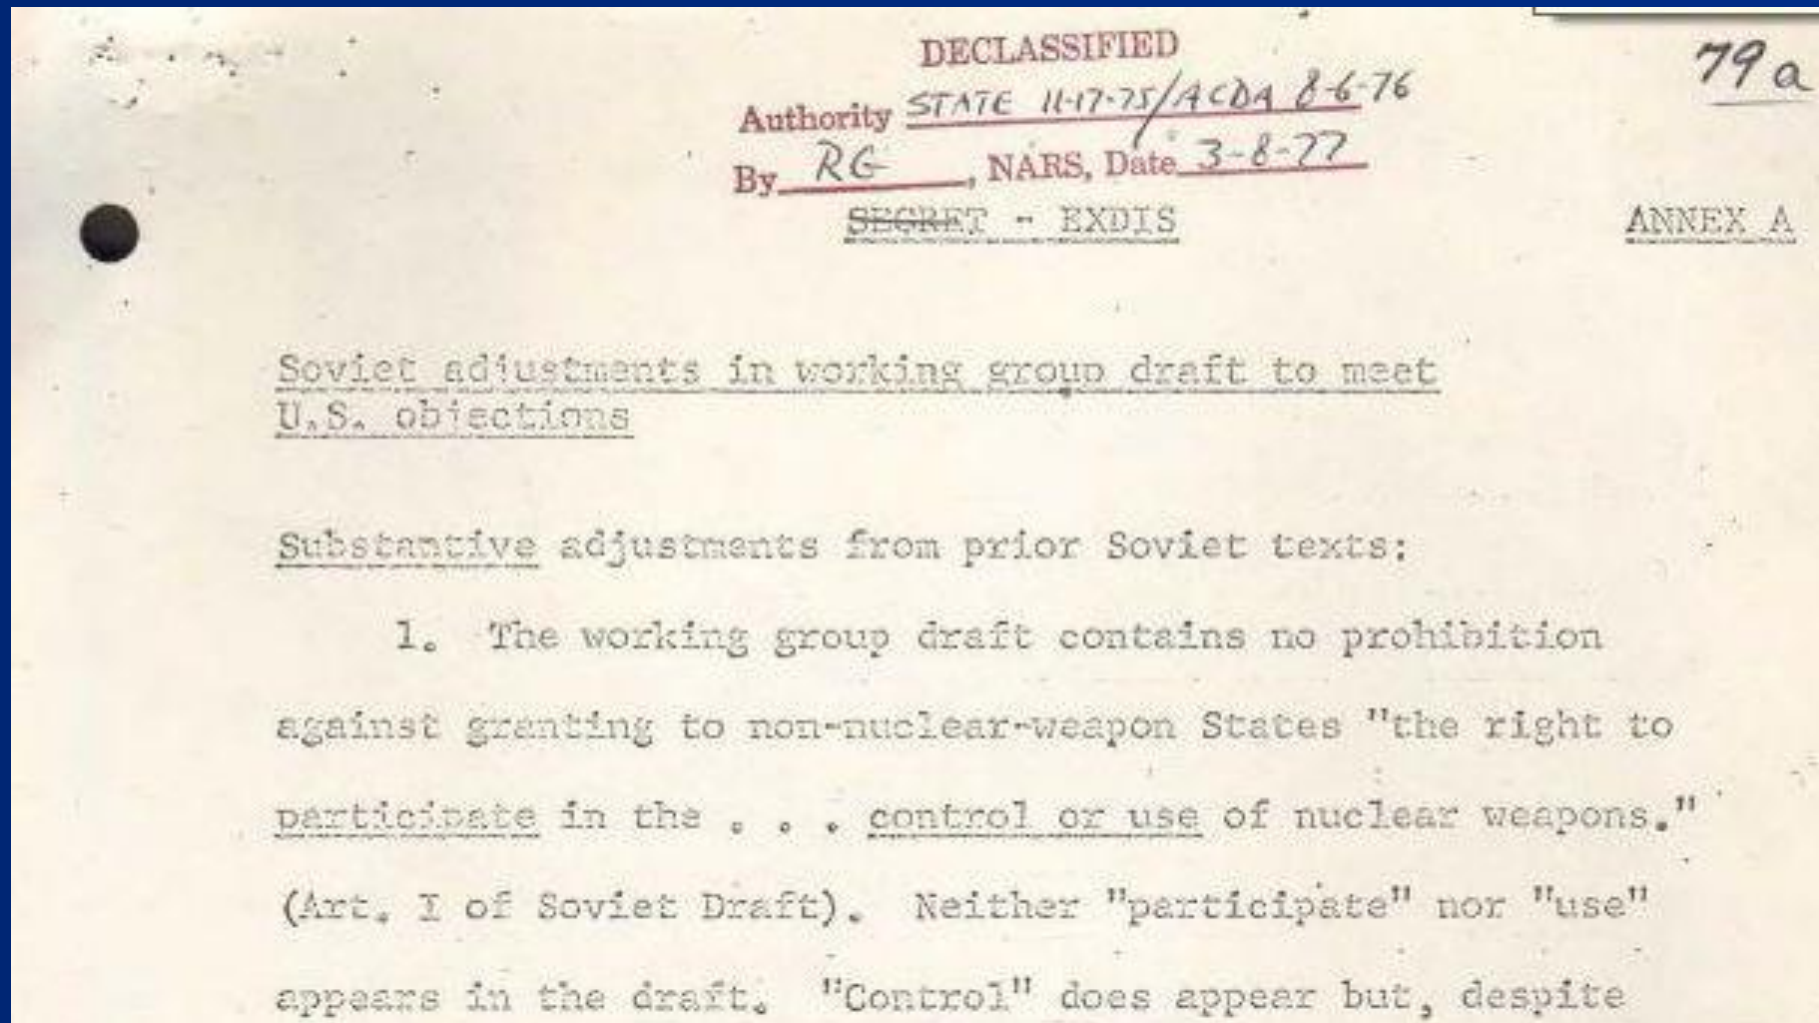 DECLASSIFIED
79 a
Authority STATE 11-17-75/ACDA 8-6-76
By RG, NARS, Date 3-8-77
SECRET - EXDIS
ANNEX A
Soviet adjustments in working group draft to meet
U.S. objections
Substantive adjustments from prior Soviet texts:
1. The working group draft contains no prohibition
against granting to non-nuclear-weapon States "the right to
participate in the . . . control or use of nuclear weapons."
(Art. I of Soviet Draft). Neither "participate" nor "use"
appears in the draft. "Control" does appear but, despite